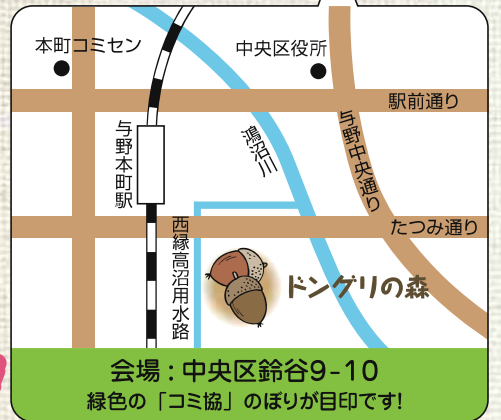 本町コミセン
中央区役所
駅前通り
与野本町駅
鴻沼川
与野中央通り
たつみ通り
西縁高沼用水路
ドングリの森
会場:中央区鈴谷9-10
緑色の「コミ協」のぼりが目印です!